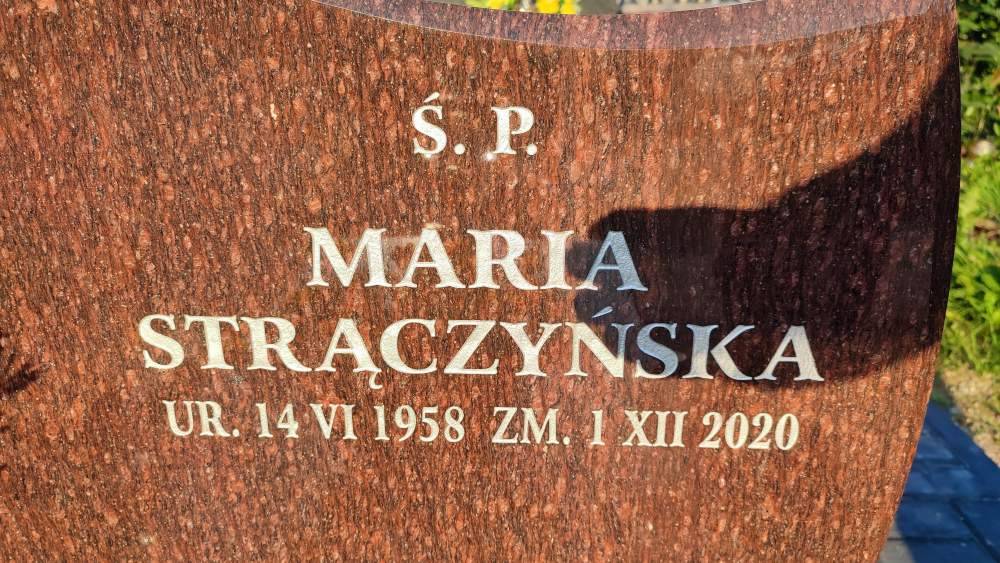 Ś. P.
MARIA
STRĄCZYŃSKA
UR. 14 VI 1958 ZM. 1 XII 2020